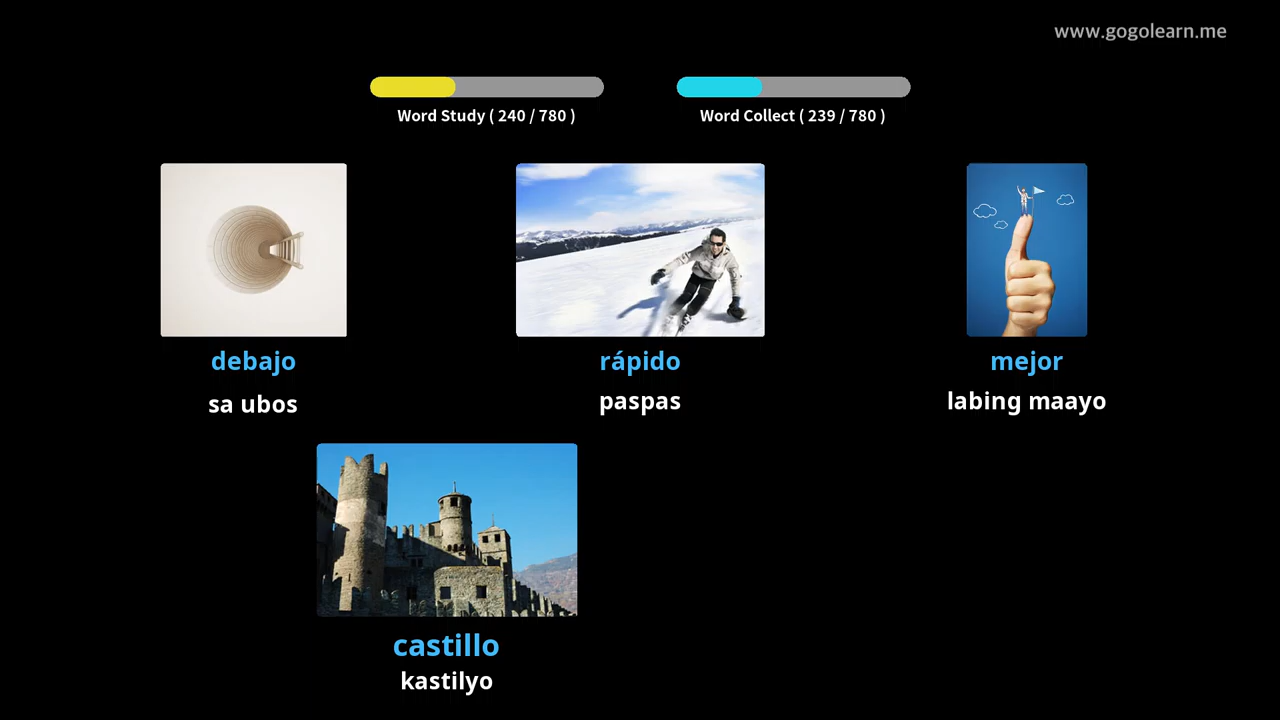 www.gogolearn.me
Word Study ( 240 / 780 )
Word Collect ( 239 / 780 )
debajo
sa ubos
rápido
paspas
mejor
labing maayo
castillo
kastilyo